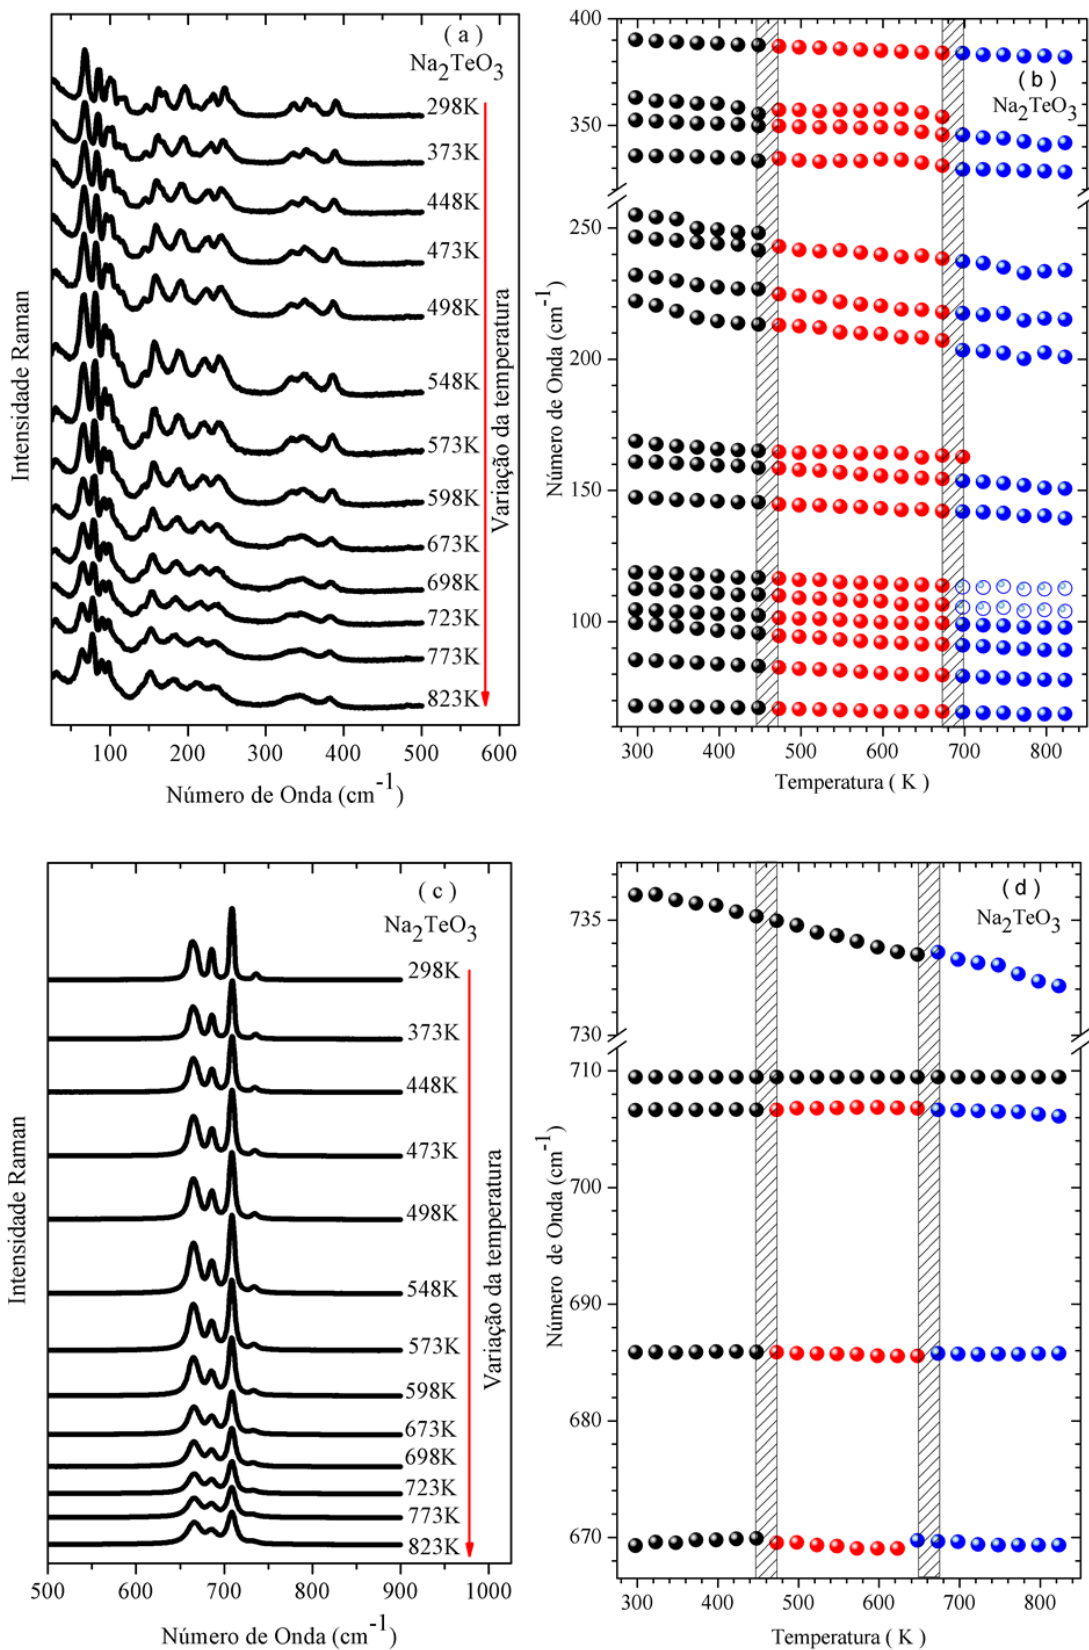 ( a )
Na2TeO3
298K
373K
448K
473K
498K
548K
573K
598K
673K
698K
722K
773K
823K
Variação da temperatura
Intensidade Raman
100 200 300 400 500 600
Número de Onda (cm-1)
( b )
Na2TeO3
400
350
250
200
150
100
Número de Onda (cm-1)
300 400 500 600 700 800
Temperatura ( K )
( c )
Na2TeO3
298K
373K
448K
473K
498K
548K
573K
598K
673K
698K
723K
773K
823K
Variação da temperatura
Intensidade Raman
500 600 700 800 900 1000
Número de Onda (cm-1)
( d )
Na2TeO3
735
730
710
700
690
680
670
Número de Onda (cm-1)
300 400 500 600 700 800
Temperatura ( K )